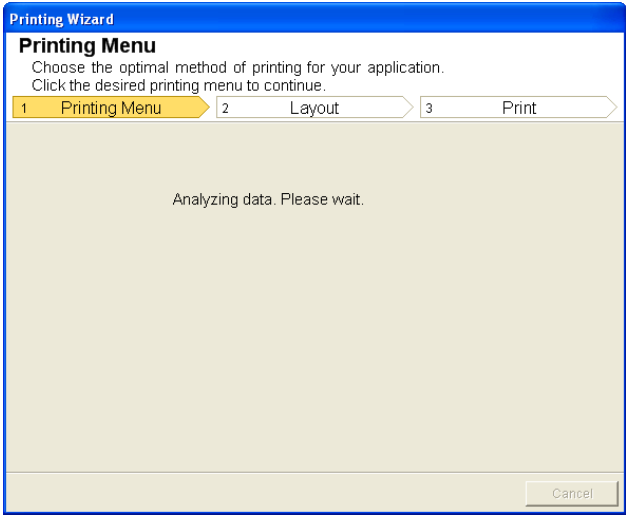 Printing Wizard
Printing Menu
Choose the optimal method of printing for your application.
Click the desired printing menu to continue.
1 Printing Menu 2 Layout 3 Print
Analyzing data. Please wait.
Cancel